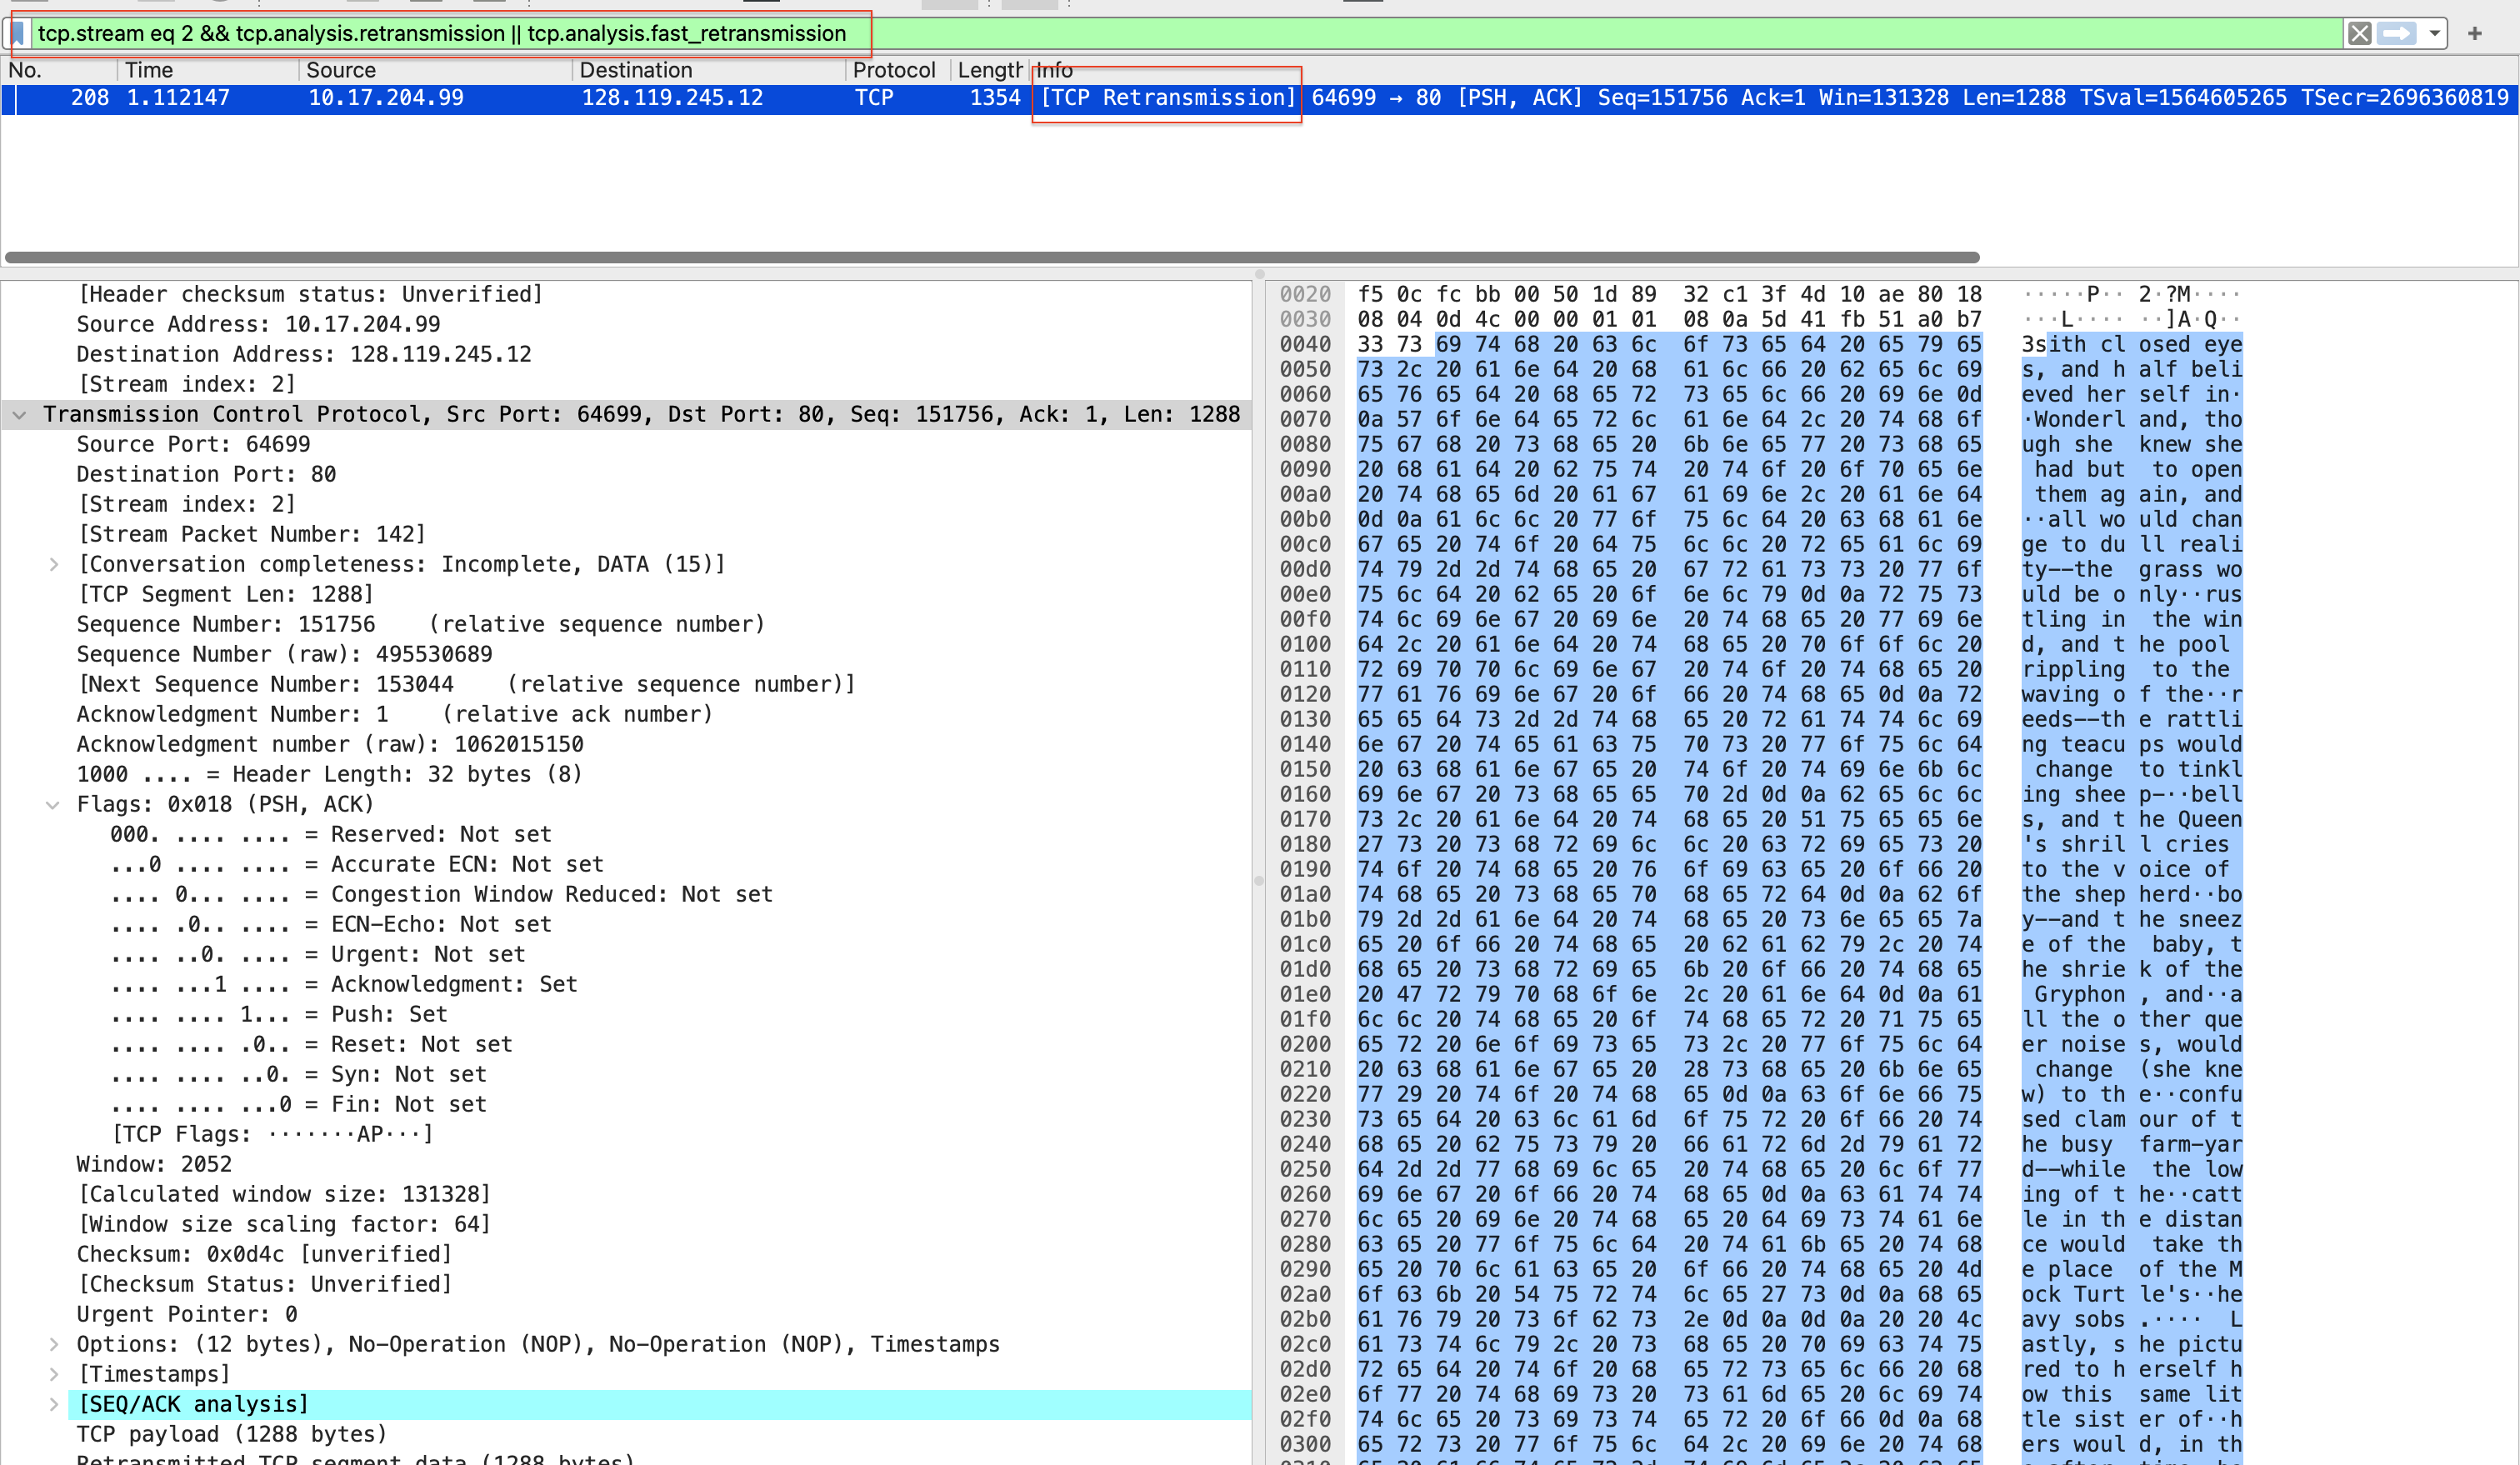 tcp.stream eq 2 && tcp.analysis.retransmission || tcp.analysis.fast_retransmission
No. Time Source Destination Protocol Length Info
208 1.112147 10.17.204.99 128.119.245.12 TCP 1354 [TCP Retransmission] 64699 → 80 [PSH, ACK] Seq=151756 Ack=1 Win=131328 Len=1288 TSval=1564605265 TSecr=2696360819
[Header checksum status: Unverified]
Source Address: 10.17.204.99
Destination Address: 128.119.245.12
[Stream index: 2]
Transmission Control Protocol, Src Port: 64699, Dst Port: 80, Seq: 151756, Ack: 1, Len: 1288
Source Port: 64699
Destination Port: 80
[Stream index: 2]
[Stream Packet Number: 142]
[Conversation completeness: Incomplete, DATA (15)]
[TCP Segment Len: 1288]
Sequence Number: 151756    (relative sequence number)
Sequence Number (raw): 495530689
[Next Sequence Number: 153044    (relative sequence number)]
Acknowledgment Number: 1    (relative ack number)
Acknowledgment number (raw): 1062015150
1000 .... = Header Length: 32 bytes (8)
Flags: 0x018 (PSH, ACK)
000. .... .... = Reserved: Not set
...0 .... .... = Accurate ECN: Not set
.... 0... .... = Congestion Window Reduced: Not set
.... .0.. .... = ECN-Echo: Not set
.... ..0. .... = Urgent: Not set
.... ...1 .... = Acknowledgment: Set
.... .... 1... = Push: Set
.... .... .0.. = Reset: Not set
.... .... ..0. = Syn: Not set
.... .... ...0 = Fin: Not set
[TCP Flags: ·······AP···]
Window: 2052
[Calculated window size: 131328]
[Window size scaling factor: 64]
Checksum: 0x0d4c [unverified]
[Checksum Status: Unverified]
Urgent Pointer: 0
Options: (12 bytes), No-Operation (NOP), No-Operation (NOP), Timestamps
[Timestamps]
[SEQ/ACK analysis]
TCP payload (1288 bytes)
Retransmitted TCP segment data (1288 bytes)
0020 f5 0c fc bb 00 50 1d 89 32 c1 3f 4d 10 ae 80 18 ·····P·· 2·?M····
0030 08 04 0d 4c 00 00 01 01 08 0a 5d 41 fb 51 a0 b7 ···L···· ··]A·Q··
0040 33 73 69 74 68 20 63 6c 6f 73 65 64 20 65 79 65 3sith cl osed eye
0050 73 2c 20 61 6e 64 20 68 61 6c 66 20 62 65 6c 69 s, and h alf beli
0060 65 76 65 64 20 68 65 72 73 65 6c 66 20 69 6e 0d eved her self in·
0070 0a 57 6f 6e 64 65 72 6c 61 6e 64 2c 20 74 68 6f ·Wonderl and, tho
0080 75 67 68 20 73 68 65 20 6b 6e 65 77 20 73 68 65 ugh she knew she
0090 20 68 61 64 20 62 75 74 20 74 6f 20 6f 70 65 6e had but to open
00a0 20 74 68 65 6d 20 61 67 61 69 6e 2c 20 61 6e 64 them ag ain, and
00b0 0d 0a 61 6c 6c 20 77 6f 75 6c 64 20 63 68 61 6e ··all wo uld chan
00c0 67 65 20 74 6f 20 64 75 6c 6c 20 72 65 61 6c 69 ge to du ll reali
00d0 74 79 2d 2d 74 68 65 20 67 72 61 73 73 20 77 6f ty--the grass wo
00e0 75 6c 64 20 62 65 20 6f 6e 6c 79 0d 0a 72 75 73 uld be o nly··rus
00f0 74 6c 69 6e 67 20 69 6e 20 74 68 65 20 77 69 6e tling in the win
0100 64 2c 20 61 6e 64 20 74 68 65 20 70 6f 6f 6c 20 d, and t he pool
0110 72 69 70 70 6c 69 6e 67 20 74 6f 20 74 68 65 20 rippling to the
0120 77 61 76 69 6e 67 20 6f 66 20 74 68 65 0d 0a 72 waving o f the··r
0130 65 65 64 73 2d 2d 74 68 65 20 72 61 74 74 6c 69 eeds--th e rattli
0140 6e 67 20 74 65 61 63 75 70 73 20 77 6f 75 6c 64 ng teacu ps would
0150 20 63 68 61 6e 67 65 20 74 6f 20 74 69 6e 6b 6c change to tinkl
0160 69 6e 67 20 73 68 65 65 70 2d 0d 0a 62 65 6c 6c ing shee p-··bell
0170 73 2c 20 61 6e 64 20 74 68 65 20 51 75 65 65 6e s, and t he Queen
0180 27 73 20 73 68 72 69 6c 6c 20 63 72 69 65 73 20 's shril l cries
0190 74 6f 20 74 68 65 20 76 6f 69 63 65 20 6f 66 20 to the v oice of
01a0 74 68 65 20 73 68 65 70 68 65 72 64 0d 0a 62 6f the shep herd··bo
01b0 79 2d 2d 61 6e 64 20 74 68 65 20 73 6e 65 65 7a y--and t he sneez
01c0 65 20 6f 66 20 74 68 65 20 62 61 62 79 2c 20 74 e of the baby, t
01d0 68 65 20 73 68 72 69 65 6b 20 6f 66 20 74 68 65 he shrie k of the
01e0 20 47 72 79 70 68 6f 6e 2c 20 61 6e 64 0d 0a 61 Gryphon , and··a
01f0 6c 6c 20 74 68 65 20 6f 74 68 65 72 20 71 75 65 ll the o ther que
0200 65 72 20 6e 6f 69 73 65 73 2c 20 77 6f 75 6c 64 er noise s, would
0210 20 63 68 61 6e 67 65 20 28 73 68 65 20 6b 6e 65 change (she kne
0220 77 29 20 74 6f 20 74 68 65 0d 0a 63 6f 6e 66 75 w) to th e··confu
0230 73 65 64 20 63 6c 61 6d 6f 75 72 20 6f 66 20 74 sed clam our of t
0240 68 65 20 62 75 73 79 20 66 61 72 6d 2d 79 61 72 he busy farm-yar
0250 64 2d 2d 77 68 69 6c 65 20 74 68 65 20 6c 6f 77 d--while the low
0260 69 6e 67 20 6f 66 20 74 68 65 0d 0a 63 61 74 74 ing of t he··catt
0270 6c 65 20 69 6e 20 74 68 65 20 64 69 73 74 61 6e le in th e distan
0280 63 65 20 77 6f 75 6c 64 20 74 61 6b 65 20 74 68 ce would take th
0290 65 20 70 6c 61 63 65 20 6f 66 20 74 68 65 20 4d e place of the M
02a0 6f 63 6b 20 54 75 72 74 6c 65 27 73 0d 0a 68 65 ock Turt le's··he
02b0 61 76 79 20 73 6f 62 73 2e 0d 0a 0d 0a 20 20 4c avy sobs .···· L
02c0 61 73 74 6c 79 2c 20 73 68 65 20 70 69 63 74 75 astly, s he pictu
02d0 72 65 64 20 74 6f 20 68 65 72 73 65 6c 66 20 68 red to h erself h
02e0 6f 77 20 74 68 69 73 20 73 61 6d 65 20 6c 69 74 ow this same lit
02f0 74 6c 65 20 73 69 73 74 65 72 20 6f 66 0d 0a 68 tle sist er of··h
0300 65 72 73 20 77 6f 75 6c 64 2c 20 69 6e 20 74 68 ers woul d, in th